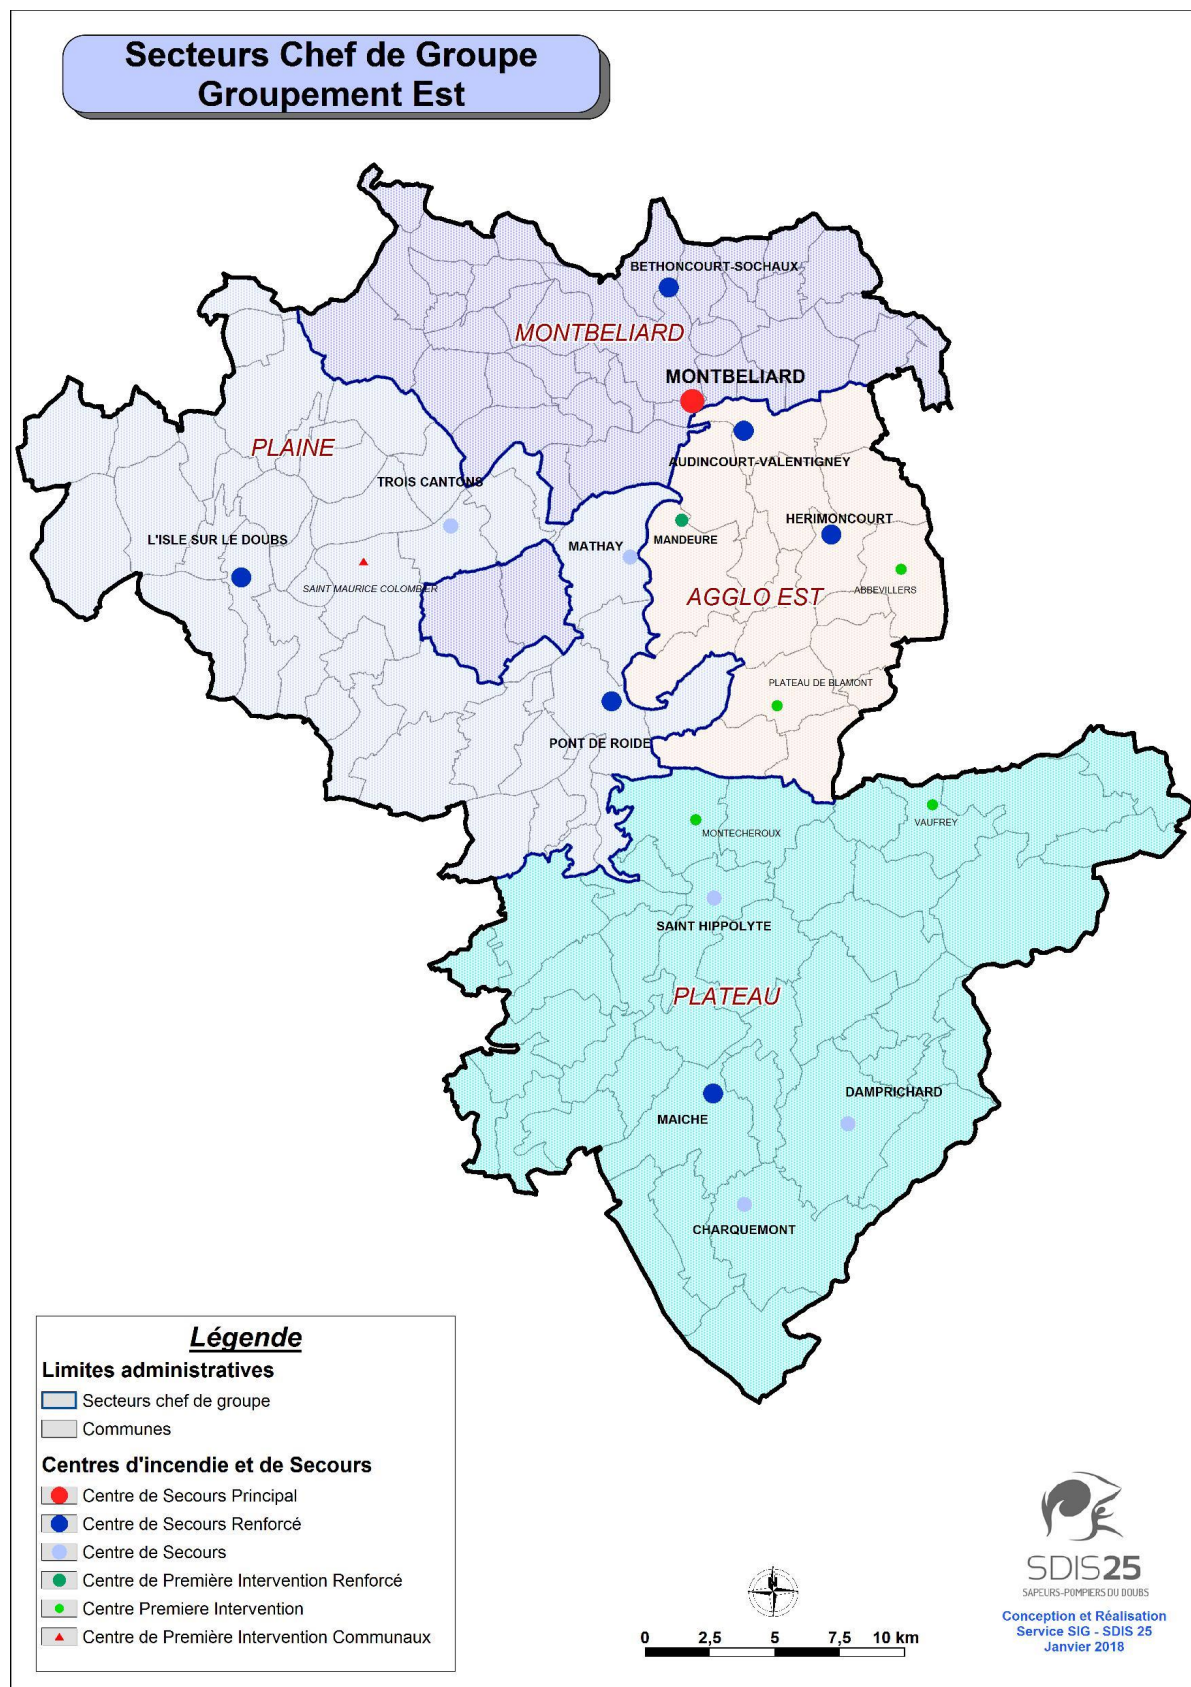 Secteurs Chef de Groupe
Groupement Est
BETHONCOURT-SOCHAUX
MONTBELIARD
MONTBELIARD
PLAINE
AUDINCOURT-VALENTIGNEY
TROIS CANTONS
HERIMONCOURT
L'ISLE SUR LE DOUBS
MATHAY
MANDEURE
SAINT MAURICE COLOMBIER
AGGLO EST
ABBEVILLERS
PLATEAU DE BLAMONT
PONT DE ROIDE
MONTECHEROUX
VAUFREY
SAINT HIPPOLYTE
PLATEAU
DAMPRICHARD
MAICHE
CHARQUEMONT
Légende
Limites administratives
Secteurs chef de groupe
Communes
Centres d'incendie et de Secours
Centre de Secours Principal
Centre de Secours Renforcé
Centre de Secours
Centre de Première Intervention Renforcé
Centre Premiere Intervention
Centre de Première Intervention Communaux
N
0 2,5 5 7,5 10 km
SDIS25
SAPEURS-POMPIERS DU DOUBS
Conception et Réalisation
Service SIG - SDIS 25
Janvier 2018